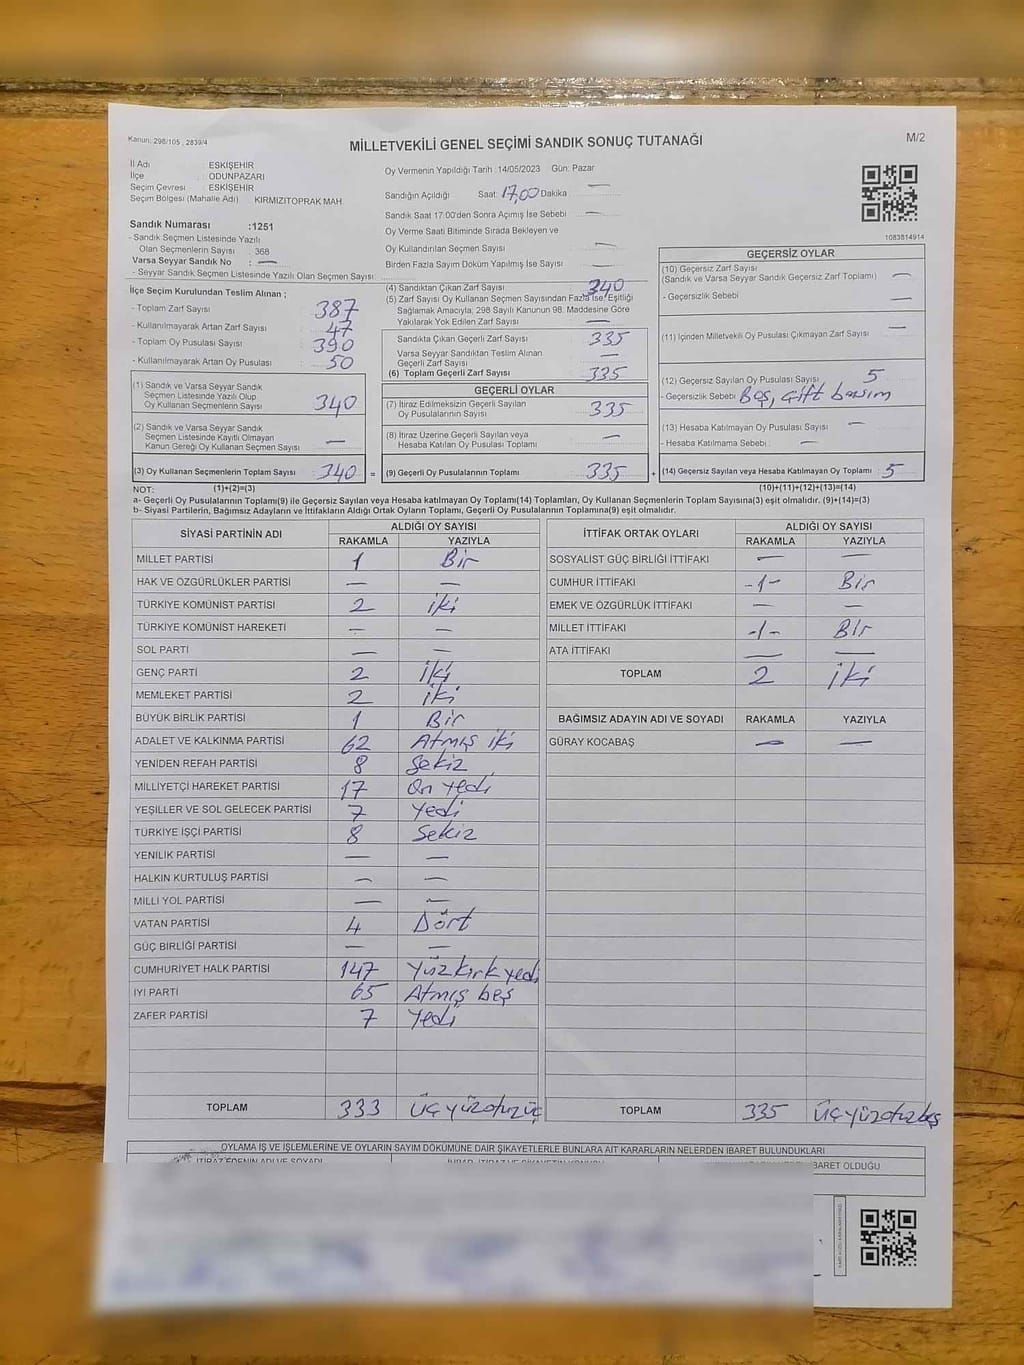 Kanun: 298/105 , 2839/4
MİLLETVEKİLİ GENEL SEÇİMİ SANDIK SONUÇ TUTANAĞI
M/2
İl Adı : ESKİŞEHİR
İlçe : ODUNPAZARI
Seçim Çevresi : ESKİŞEHİR
Seçim Bölgesi (Mahalle Adı) KIRMIZITOPRAK MAH.
Sandık Numarası :1251
- Sandık Seçmen Listesinde Yazılı
Olan Seçmenlerin Sayısı : 368
Varsa Seyyar Sandık No : —
- Seyyar Sandık Seçmen Listesinde Yazılı Olan Seçmen Sayısı
Oy Vermenin Yapıldığı Tarih :14/05/2023 Gün: Pazar
Sandığın Açıldığı Saat: 17,00 Dakika —
Sandık Saat 17:00'den Sonra Açılmış İse Sebebi —
Oy Verme Saati Bitiminde Sırada Bekleyen ve
Oy Kullandırılan Seçmen Sayısı —
Birden Fazla Sayım Döküm Yapılmış İse Sayısı —
1083814914
İlçe Seçim Kurulundan Teslim Alınan ;
- Toplam Zarf Sayısı 387
- Kullanılmayarak Artan Zarf Sayısı 47
- Toplam Oy Pusulası Sayısı 390
- Kullanılmayarak Artan Oy Pusulası 50
(4) Sandıktan Çıkan Zarf Sayısı 340
(5) Zarf Sayısı Oy Kullanan Seçmen Sayısından Fazla İse, Eşitliği
Sağlamak Amacıyla; 298 Sayılı Kanunun 98. Maddesine Göre
Yakılarak Yok Edilen Zarf Sayısı —
Sandıkta Çıkan Geçerli Zarf Sayısı 335
Varsa Seyyar Sandıktan Teslim Alınan
Geçerli Zarf Sayısı —
(6) Toplam Geçerli Zarf Sayısı 335
GEÇERSİZ OYLAR
(10) Geçersiz Zarf Sayısı
(Sandık ve Varsa Seyyar Sandık Geçersiz Zarf Toplamı) —
- Geçersizlik Sebebi —
(11) İçinden Milletvekili Oy Pusulası Çıkmayan Zarf Sayısı —
(12) Geçersiz Sayılan Oy Pusulası Sayısı 5
- Geçersizlik Sebebi Boş, çift basım
(13) Hesaba Katılmayan Oy Pusulası Sayısı —
- Hesaba Katılmama Sebebi : —
(1) Sandık ve Varsa Seyyar Sandık
Seçmen Listesinde Yazılı Olup
Oy Kullanan Seçmenlerin Sayısı 340
(2) Sandık ve Varsa Seyyar Sandık
Seçmen Listesinde Kayıtlı Olmayan
Kanun Gereği Oy Kullanan Seçmen Sayısı —
GEÇERLİ OYLAR
(7) İtiraz Edilmeksizin Geçerli Sayılan
Oy Pusulalarının Sayısı 335
(8) İtiraz Üzerine Geçerli Sayılan veya
Hesaba Katılan Oy Pusulası Toplamı —
(3) Oy Kullanan Seçmenlerin Toplam Sayısı 340 = (9) Geçerli Oy Pusulalarının Toplamı 335 + (14) Geçersiz Sayılan veya Hesaba Katılmayan Oy Toplamı 5
NOT: (1)+(2)=(3) (10)+(11)+(12)+(13)=(14)
a- Geçerli Oy Pusulalarının Toplamı(9) ile Geçersiz Sayılan veya Hesaba katılmayan Oy Toplamı(14) Toplamları, Oy Kullanan Seçmenlerin Toplam Sayısına(3) eşit olmalıdır. (9)+(14)=(3)
b- Siyasi Partilerin, Bağımsız Adayların ve İttifakların Aldığı Ortak Oyların Toplamı, Geçerli Oy Pusulalarının Toplamına(9) eşit olmalıdır.
SİYASİ PARTİNİN ADI ALDIĞI OY SAYISI
RAKAMLA YAZIYLA
MİLLET PARTİSİ 1 Bir
HAK VE ÖZGÜRLÜKLER PARTİSİ — —
TÜRKİYE KOMÜNİST PARTİSİ 2 iki
TÜRKİYE KOMÜNİST HAREKETİ — —
SOL PARTİ — —
GENÇ PARTİ 2 İki
MEMLEKET PARTİSİ 2 iki
BÜYÜK BİRLİK PARTİSİ 1 Bir
ADALET VE KALKINMA PARTİSİ 62 Atmış iki
YENİDEN REFAH PARTİSİ 8 Sekiz
MİLLİYETÇİ HAREKET PARTİSİ 17 On yedi
YEŞİLLER VE SOL GELECEK PARTİSİ 7 Yedi
TÜRKİYE İŞÇİ PARTİSİ 8 Sekiz
YENİLİK PARTİSİ — —
HALKIN KURTULUŞ PARTİSİ — —
MİLLİ YOL PARTİSİ — —
VATAN PARTİSİ 4 Dört
GÜÇ BİRLİĞİ PARTİSİ — —
CUMHURİYET HALK PARTİSİ 147 Yüzkırkyedi
İYİ PARTİ 65 Atmış beş
ZAFER PARTİSİ 7 Yedi
TOPLAM 333 Üçyüzotuzüç
İTTİFAK ORTAK OYLARI ALDIĞI OY SAYISI
RAKAMLA YAZIYLA
SOSYALİST GÜÇ BİRLİĞİ İTTİFAKI — —
CUMHUR İTTİFAKI -1- Bir
EMEK VE ÖZGÜRLÜK İTTİFAKI — —
MİLLET İTTİFAKI -1- Bir
ATA İTTİFAKI — —
TOPLAM 2 iki
BAĞIMSIZ ADAYIN ADI VE SOYADI RAKAMLA YAZIYLA
GÜRAY KOCABAŞ — —
TOPLAM 335 Üçyüzotuzbeş
OYLAMA İŞ VE İŞLEMLERİNE VE OYLARIN SAYIM DÖKÜMÜNE DAİR ŞİKAYETLERLE BUNLARA AİT KARARLARIN NELERDEN İBARET BULUNDUKLARI
İTİRAZ EDENİN ADI VE SOYADI
İBARET OLDUĞU